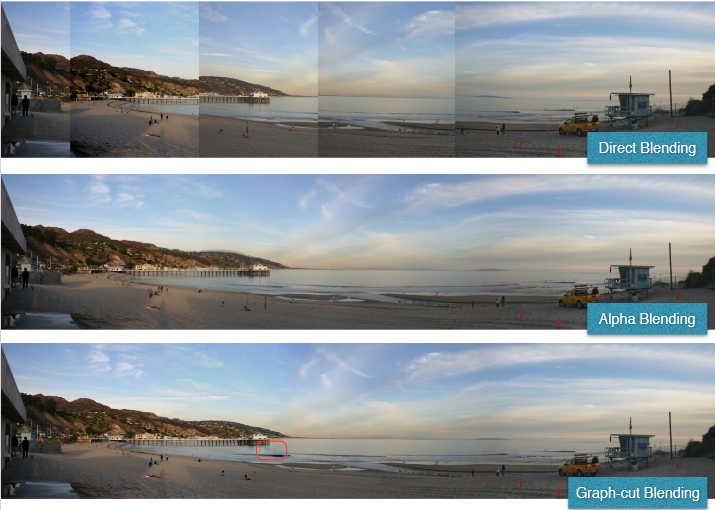 Direct Blending
Alpha Blending
Graph-cut Blending